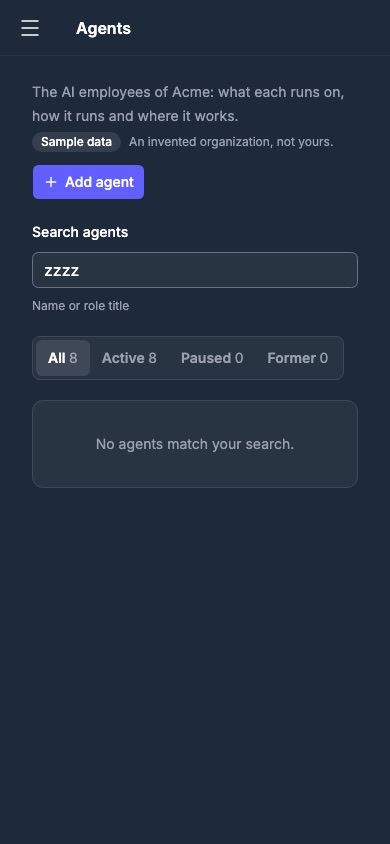 Agents
The AI employees of Acme: what each runs on,
how it runs and where it works.
Sample data An invented organization, not yours.
+ Add agent
Search agents
zzzz
Name or role title
All 8 Active 8 Paused 0 Former 0
No agents match your search.